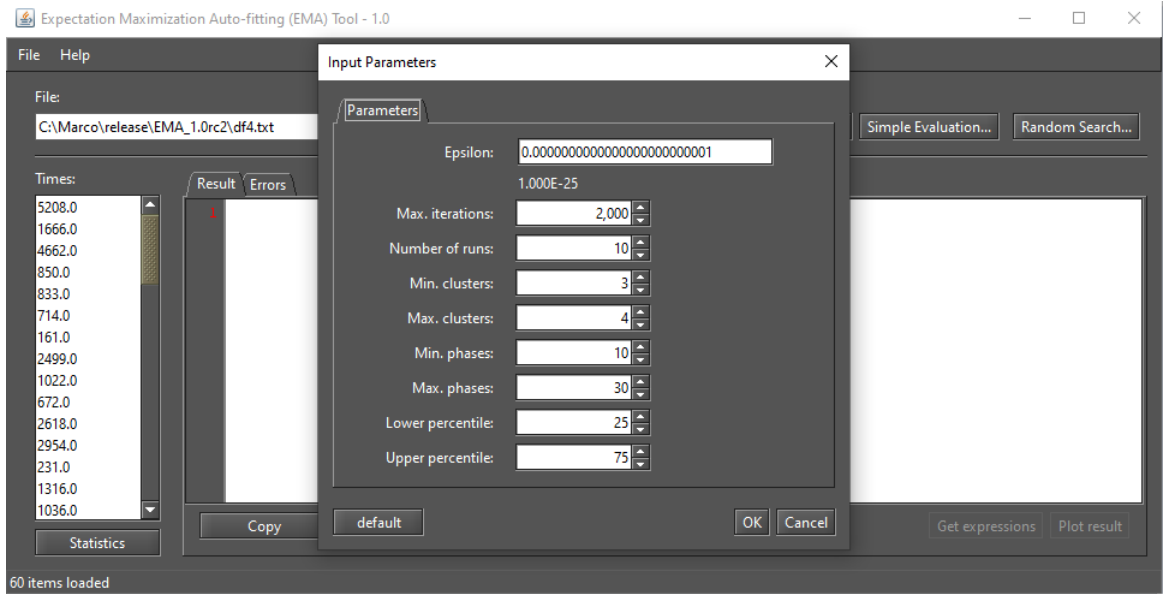 Expectation Maximization Auto-fitting (EMA) Tool - 1.0
File Help
File:
C:\Marco\release\EMA_1.0rc2\df4.txt
Simple Evaluation...
Random Search...
Times:
5208.0
1666.0
4662.0
850.0
833.0
714.0
161.0
2499.0
1022.0
672.0
2618.0
2954.0
231.0
1316.0
1036.0
Statistics
Result Errors
1
Copy
Get expressions
Plot result
60 items loaded
Input Parameters
Parameters
Epsilon: 0.0000000000000000000000001
1.000E-25
Max. iterations: 2,000
Number of runs: 10
Min. clusters: 3
Max. clusters: 4
Min. phases: 10
Max. phases: 30
Lower percentile: 25
Upper percentile: 75
default
OK
Cancel